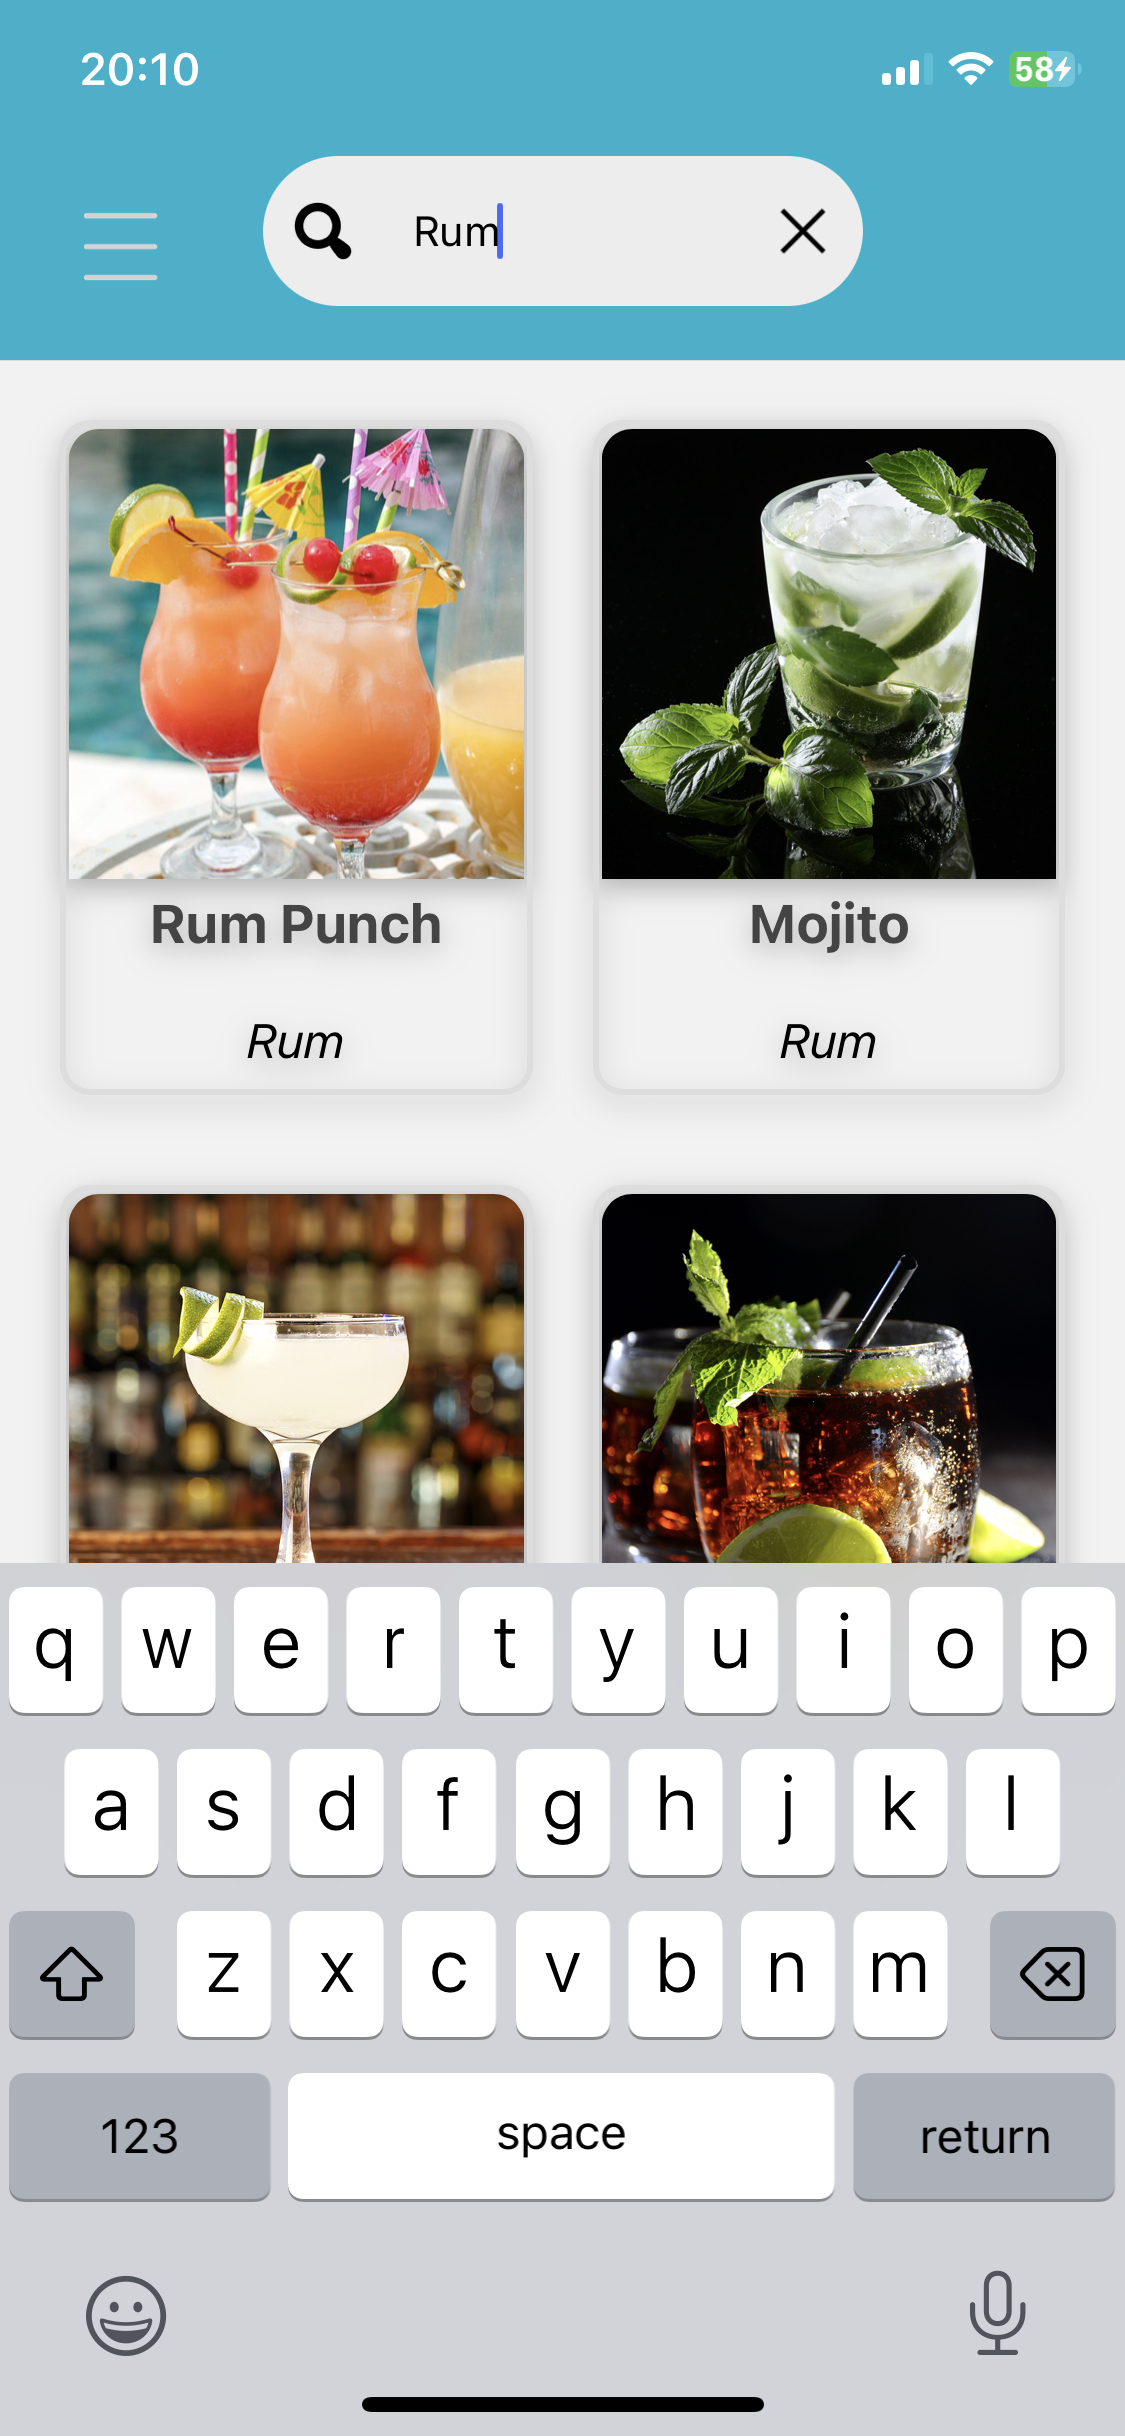 20:10
58
Rum
Rum Punch
Mojito
Rum
Rum
q w e r t y u i o p
a s d f g h j k l
z x c v b n m
123 space return